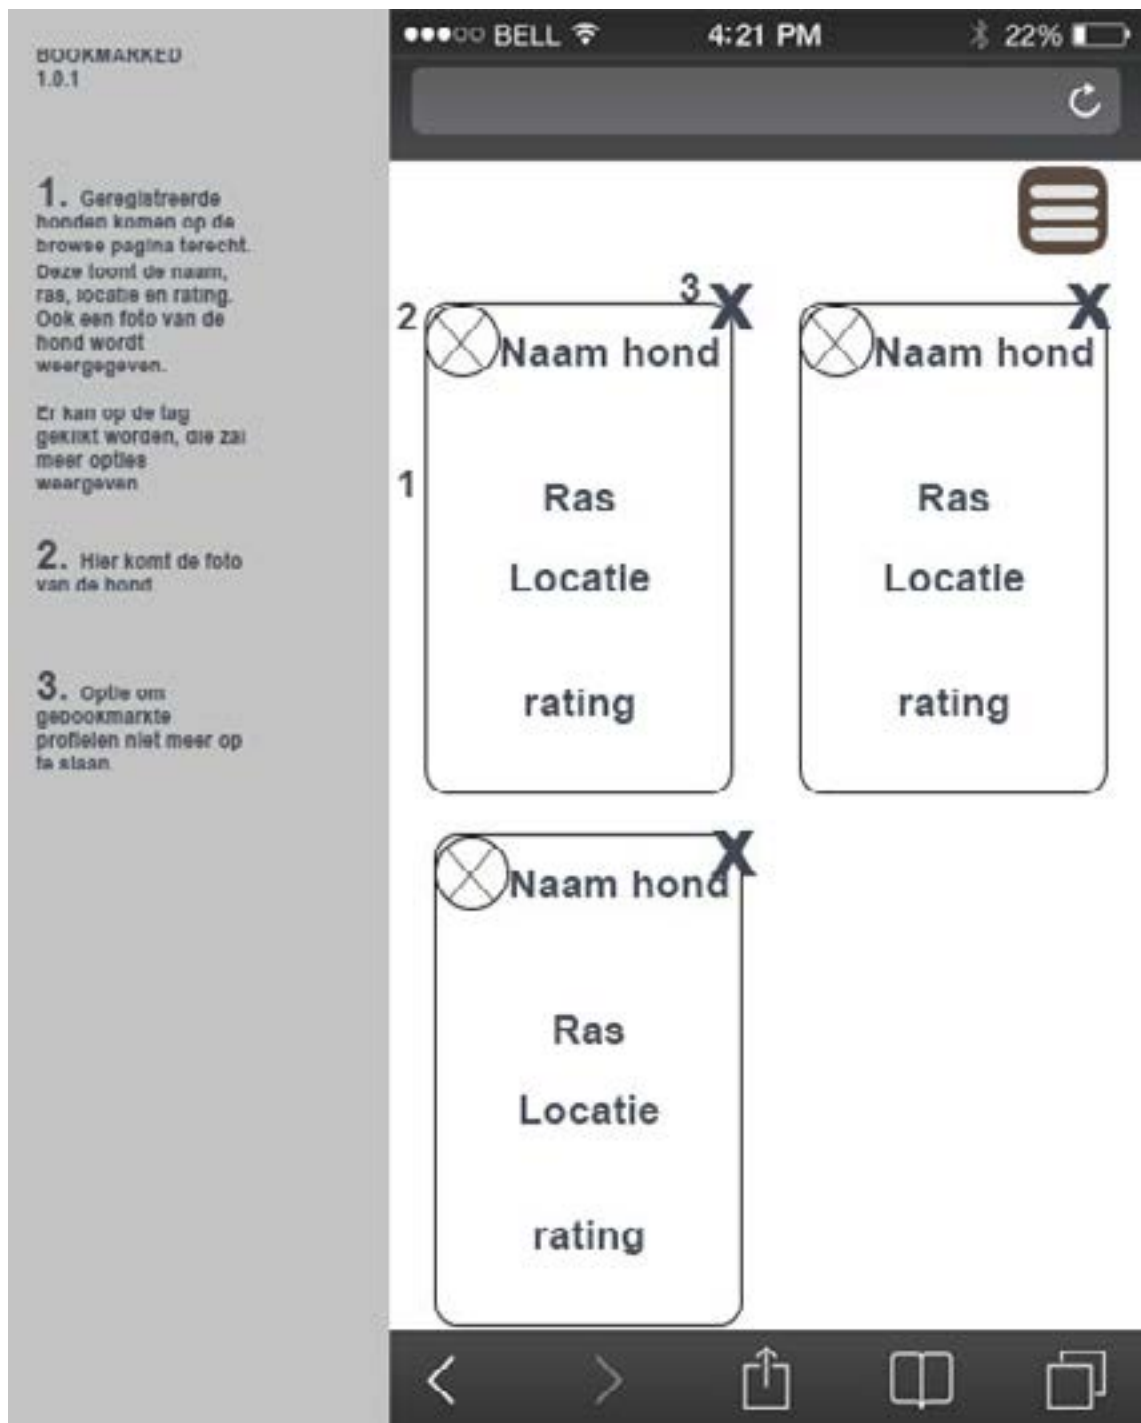 BOOKMARKED
1.0.1
1. Geregistreerde
honden komen op de
browse pagina terecht.
Deze toont de naam,
ras, locatie en rating.
Ook een foto van de
hond wordt
weergegeven.
Er kan op de tag
geklikt worden, die zal
meer opties
weergeven
2. Hier komt de foto
van de hond
3. Optie om
gebookmarkte
profielen niet meer op
te slaan
BELL 4:21 PM 22%
3 X X
2 Naam hond Naam hond
1 Ras Ras
Locatie Locatie
rating rating
X
Naam hond
Ras
Locatie
rating